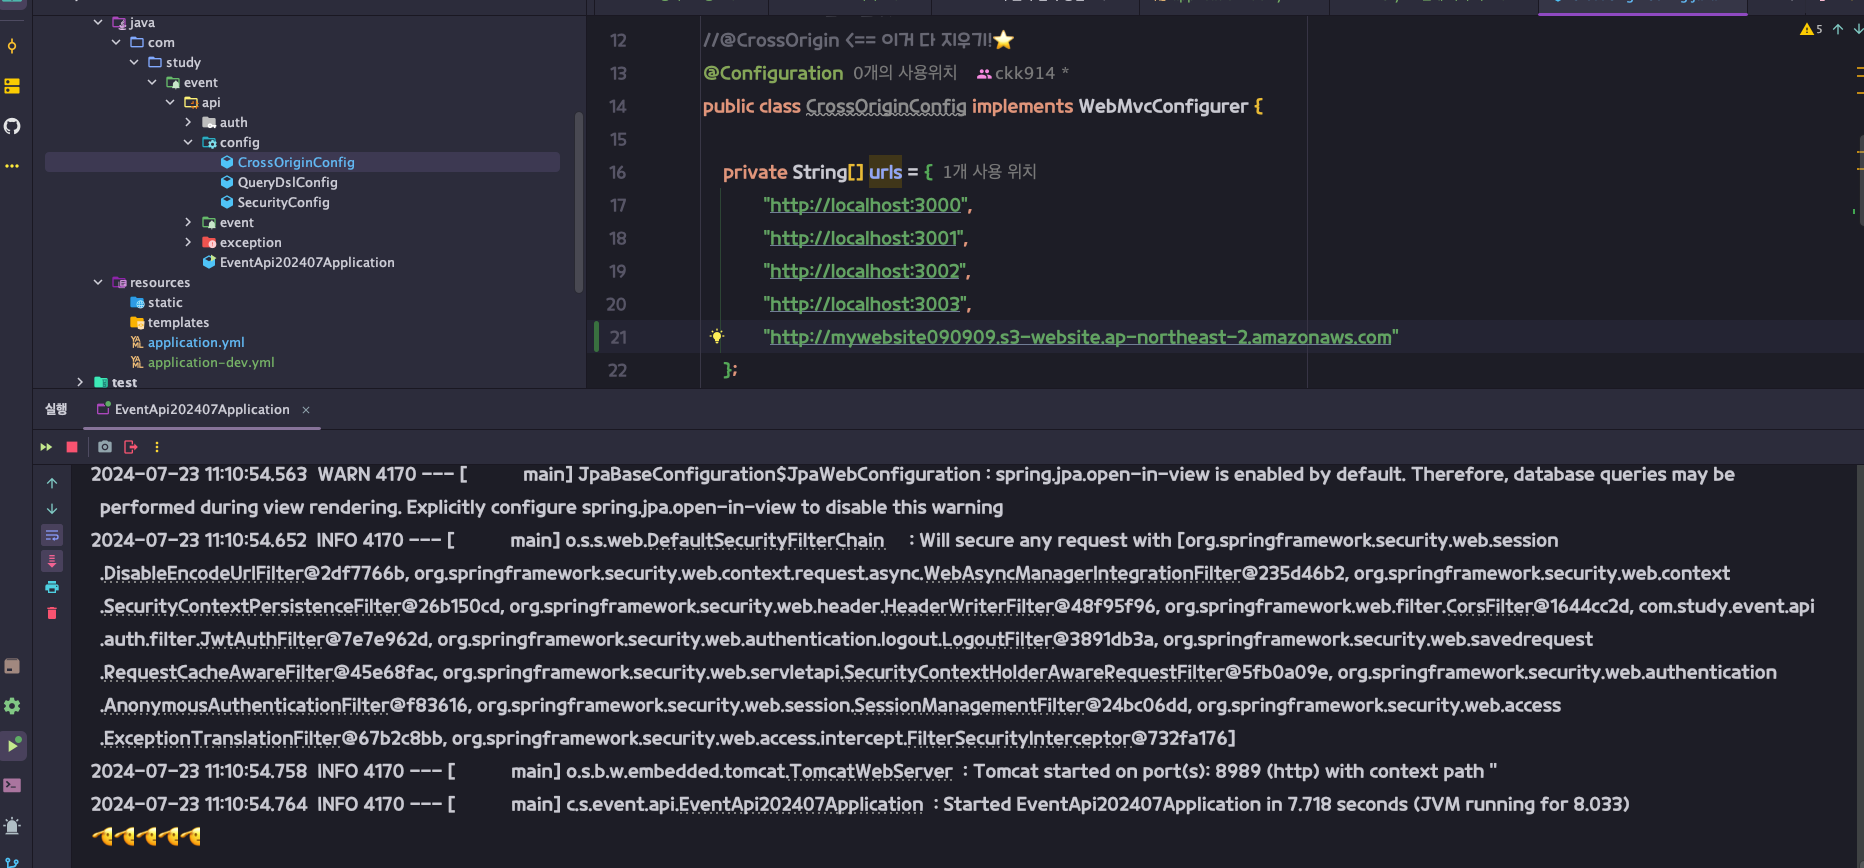 java
com
study
event
api
auth
config
CrossOriginConfig
QueryDslConfig
SecurityConfig
event
exception
EventApi202407Application
resources
static
templates
application.yml
application-dev.yml
test
12 //@CrossOrigin <== 이거 다 지우기!⭐
13 @Configuration 0개의 사용위치 ckk914 *
14 public class CrossOriginConfig implements WebMvcConfigurer {
15
16 private String[] urls = { 1개 사용 위치
17 "http://localhost:3000",
18 "http://localhost:3001",
19 "http://localhost:3002",
20 "http://localhost:3003",
21 "http://mywebsite090909.s3-website.ap-northeast-2.amazonaws.com"
22 };
5
실행 EventApi202407Application ×
2024-07-23 11:10:54.563 WARN 4170 --- [ main] JpaBaseConfiguration$JpaWebConfiguration : spring.jpa.open-in-view is enabled by default. Therefore, database queries may be
performed during view rendering. Explicitly configure spring.jpa.open-in-view to disable this warning
2024-07-23 11:10:54.652 INFO 4170 --- [ main] o.s.s.web.DefaultSecurityFilterChain : Will secure any request with [org.springframework.security.web.session
.DisableEncodeUrlFilter@2df7766b, org.springframework.security.web.context.request.async.WebAsyncManagerIntegrationFilter@235d46b2, org.springframework.security.web.context
.SecurityContextPersistenceFilter@26b150cd, org.springframework.security.web.header.HeaderWriterFilter@48f95f96, org.springframework.web.filter.CorsFilter@1644cc2d, com.study.event.api
.auth.filter.JwtAuthFilter@7e7e962d, org.springframework.security.web.authentication.logout.LogoutFilter@3891db3a, org.springframework.security.web.savedrequest
.RequestCacheAwareFilter@45e68fac, org.springframework.security.web.servletapi.SecurityContextHolderAwareRequestFilter@5fb0a09e, org.springframework.security.web.authentication
.AnonymousAuthenticationFilter@f83616, org.springframework.security.web.session.SessionManagementFilter@24bc06dd, org.springframework.security.web.access
.ExceptionTranslationFilter@67b2c8bb, org.springframework.security.web.access.intercept.FilterSecurityInterceptor@732fa176]
2024-07-23 11:10:54.758 INFO 4170 --- [ main] o.s.b.w.embedded.tomcat.TomcatWebServer : Tomcat started on port(s): 8989 (http) with context path ''
2024-07-23 11:10:54.764 INFO 4170 --- [ main] c.s.event.api.EventApi202407Application : Started EventApi202407Application in 7.718 seconds (JVM running for 8.033)